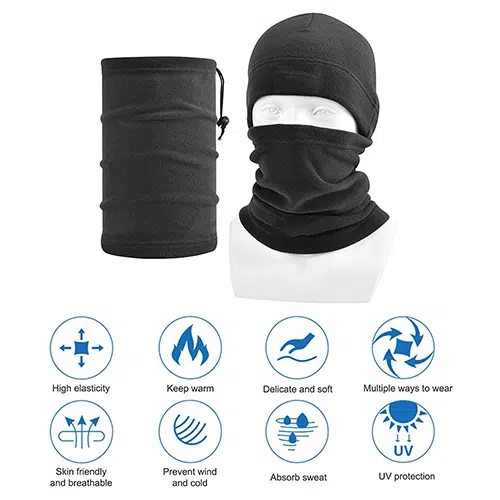 High elasticity
Keep warm
Delicate and soft
Multiple ways to wear
UV
Skin friendly
and breathable
Prevent wind
and cold
Absorb sweat
UV protection